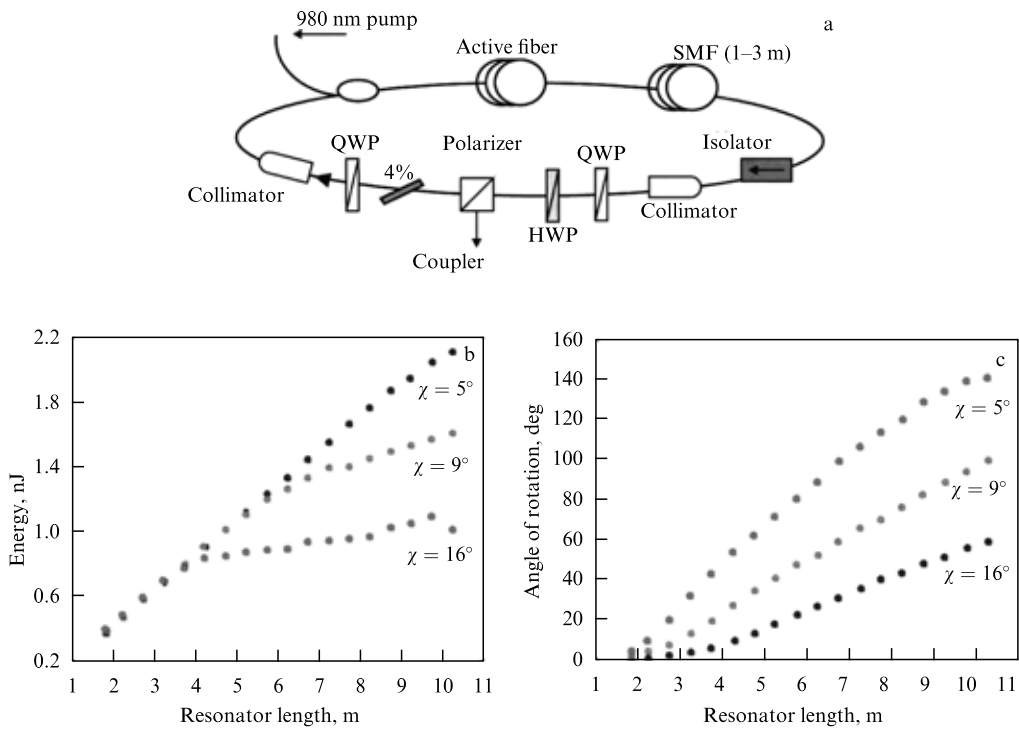 980 nm pump
a
Active fiber
SMF (1–3 m)
QWP
Polarizer
QWP
Isolator
4%
Collimator
Collimator
HWP
Coupler
2.2
1.8
1.4
1.0
0.6
0.2
Energy, nJ
b
χ = 5°
χ = 9°
χ = 16°
1 2 3 4 5 6 7 8 9 10 11
Resonator length, m
160
140
120
100
80
60
40
20
0
Angle of rotation, deg
c
χ = 5°
χ = 9°
χ = 16°
1 2 3 4 5 6 7 8 9 10 11
Resonator length, m